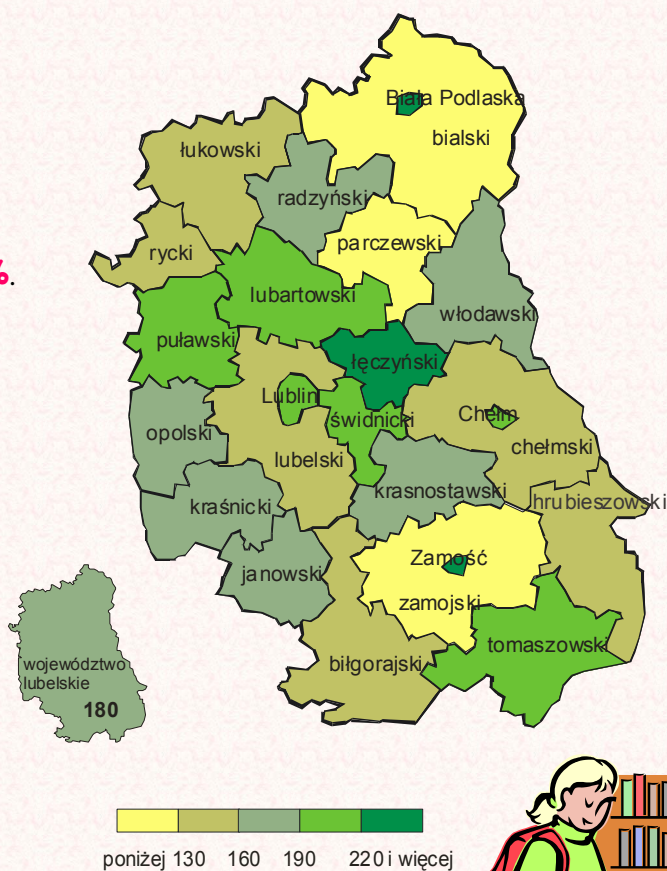 Biała Podlaska
bialski
łukowski
radzyński
parczewski
rycki
%.
lubartowski
włodawski
puławski
łęczyński
Lublin
świdnicki
Chełm
opolski
chełmski
lubelski
krasnostawski
kraśnicki
hrubieszowski
Zamość
janowski
zamojski
tomaszowski
biłgorajski
województwo
lubelskie
180
poniżej 130 160 190 220 i więcej